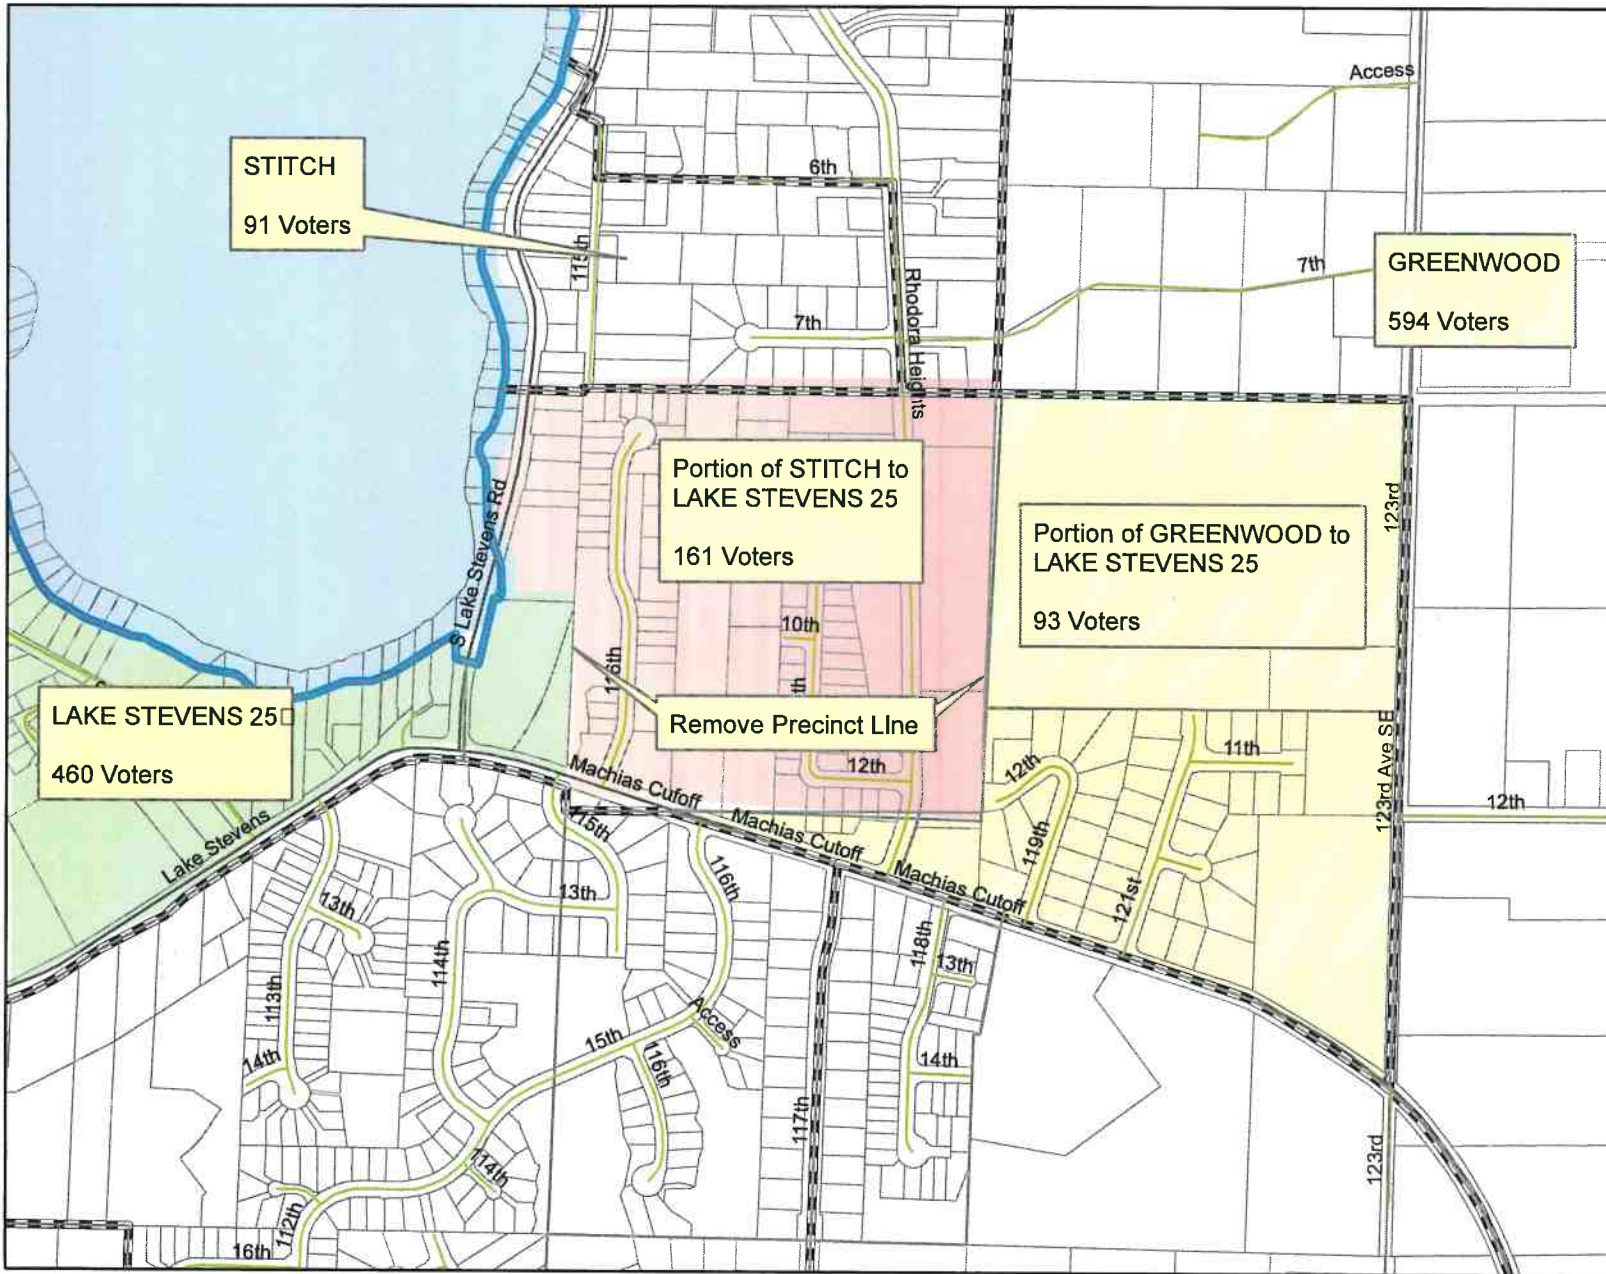 Access
STITCH
91 Voters
6th
115th
7th
Rhodora Heights
7th
GREENWOOD
594 Voters
Portion of STITCH to
LAKE STEVENS 25
161 Voters
123rd
Portion of GREENWOOD to
LAKE STEVENS 25
93 Voters
S Lake Stevens Rd
10th
116th
LAKE STEVENS 25
460 Voters
Remove Precinct LIne
123rd Ave SE
11th
12th
12th
12th
Machias Cutoff
Machias Cutoff
Machias Cutoff
Lake Stevens
115th
116th
119th
121st
13th
13th
118th
13th
113th
114th
Access
15th
116th
14th
14th
117th
114th
123rd
112th
16th